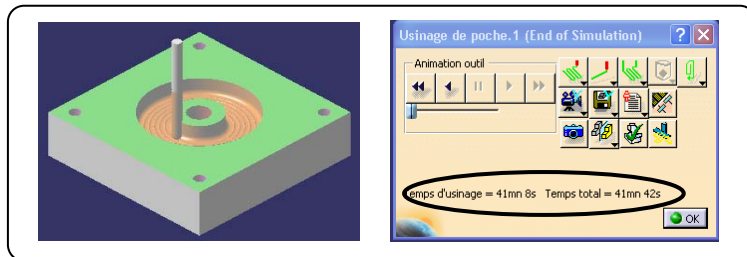 Usinage de poche.1 (End of Simulation)
Animation outil
emps d'usinage = 41mn 8s Temps total = 41mn 42s
OK